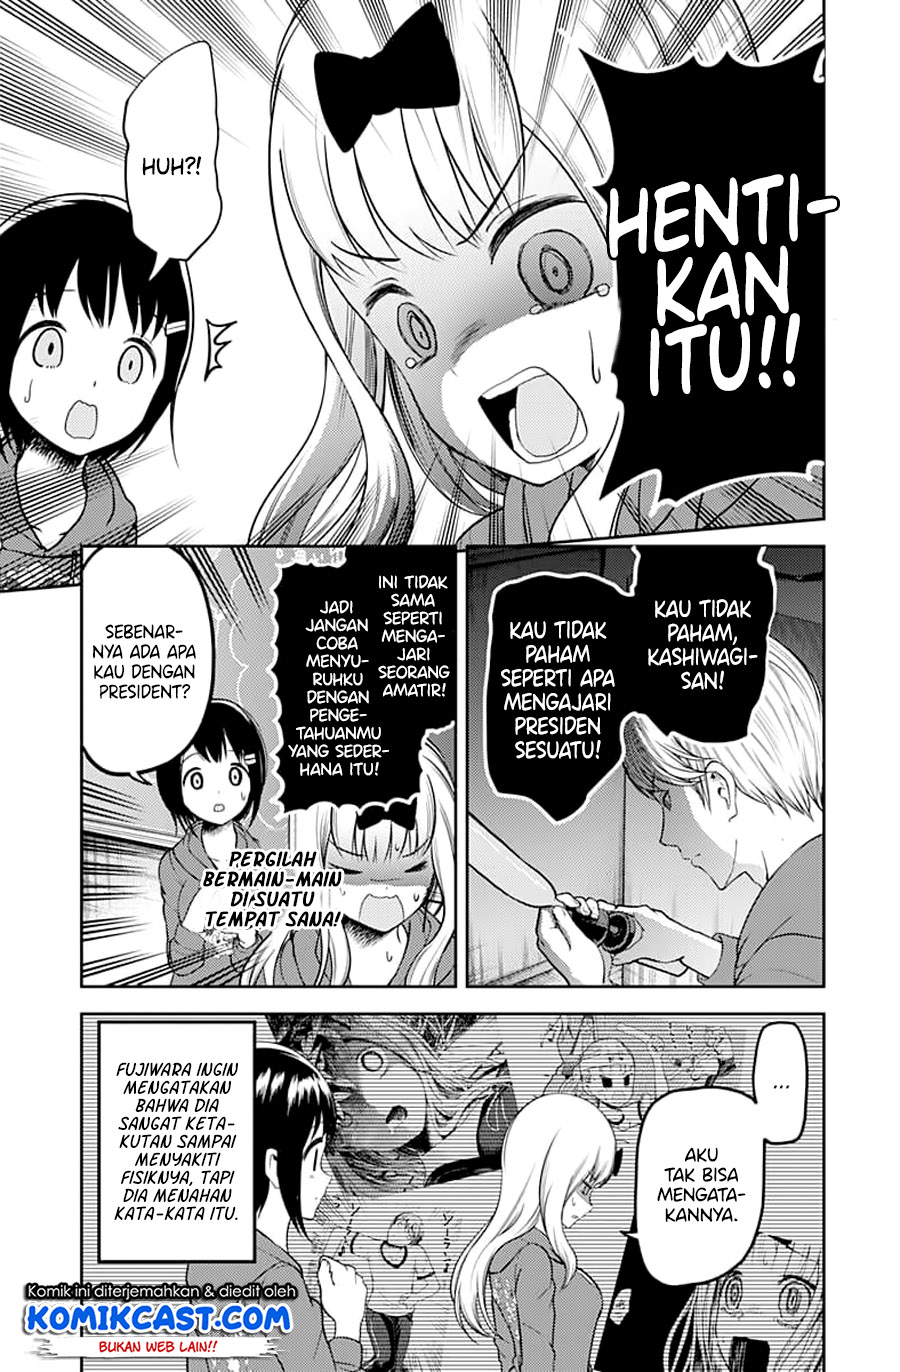 HENTI-
KAN
ITU!!
HUH?!
KAU TIDAK
PAHAM,
KASHIWAGI-
SAN!
KAU TIDAK
PAHAM
SEPERTI APA
MENGAJARI
PRESIDEN
SESUATU!
INI TIDAK
SAMA
SEPERTI
MENGA-
JARI
SEORANG
AMATIR!
JADI
JANGAN
COBA
MENYU-
RUHKU
DENGAN
PENGE-
TAHUANMU
YANG SEDER-
HANA ITU!
PERGILAH
BERMAIN-MAIN
DI SUATU
TEMPAT SANA!
SEBENAR-
NYA ADA APA
KAU DENGAN
PRESIDENT?
...
AKU
TAK BISA
MENGATA-
KANNYA.
FUJIWARA INGIN
MENGATAKAN
BAHWA DIA
SANGAT KETA-
KUTAN SAMPAI
MENYAKITI
FISIKNYA, TAPI
DIA MENAHAN
KATA-KATA ITU.
Komik ini diterjemahkan & diedit oleh
KOMIKCAST.COM
BUKAN WEB LAIN!!